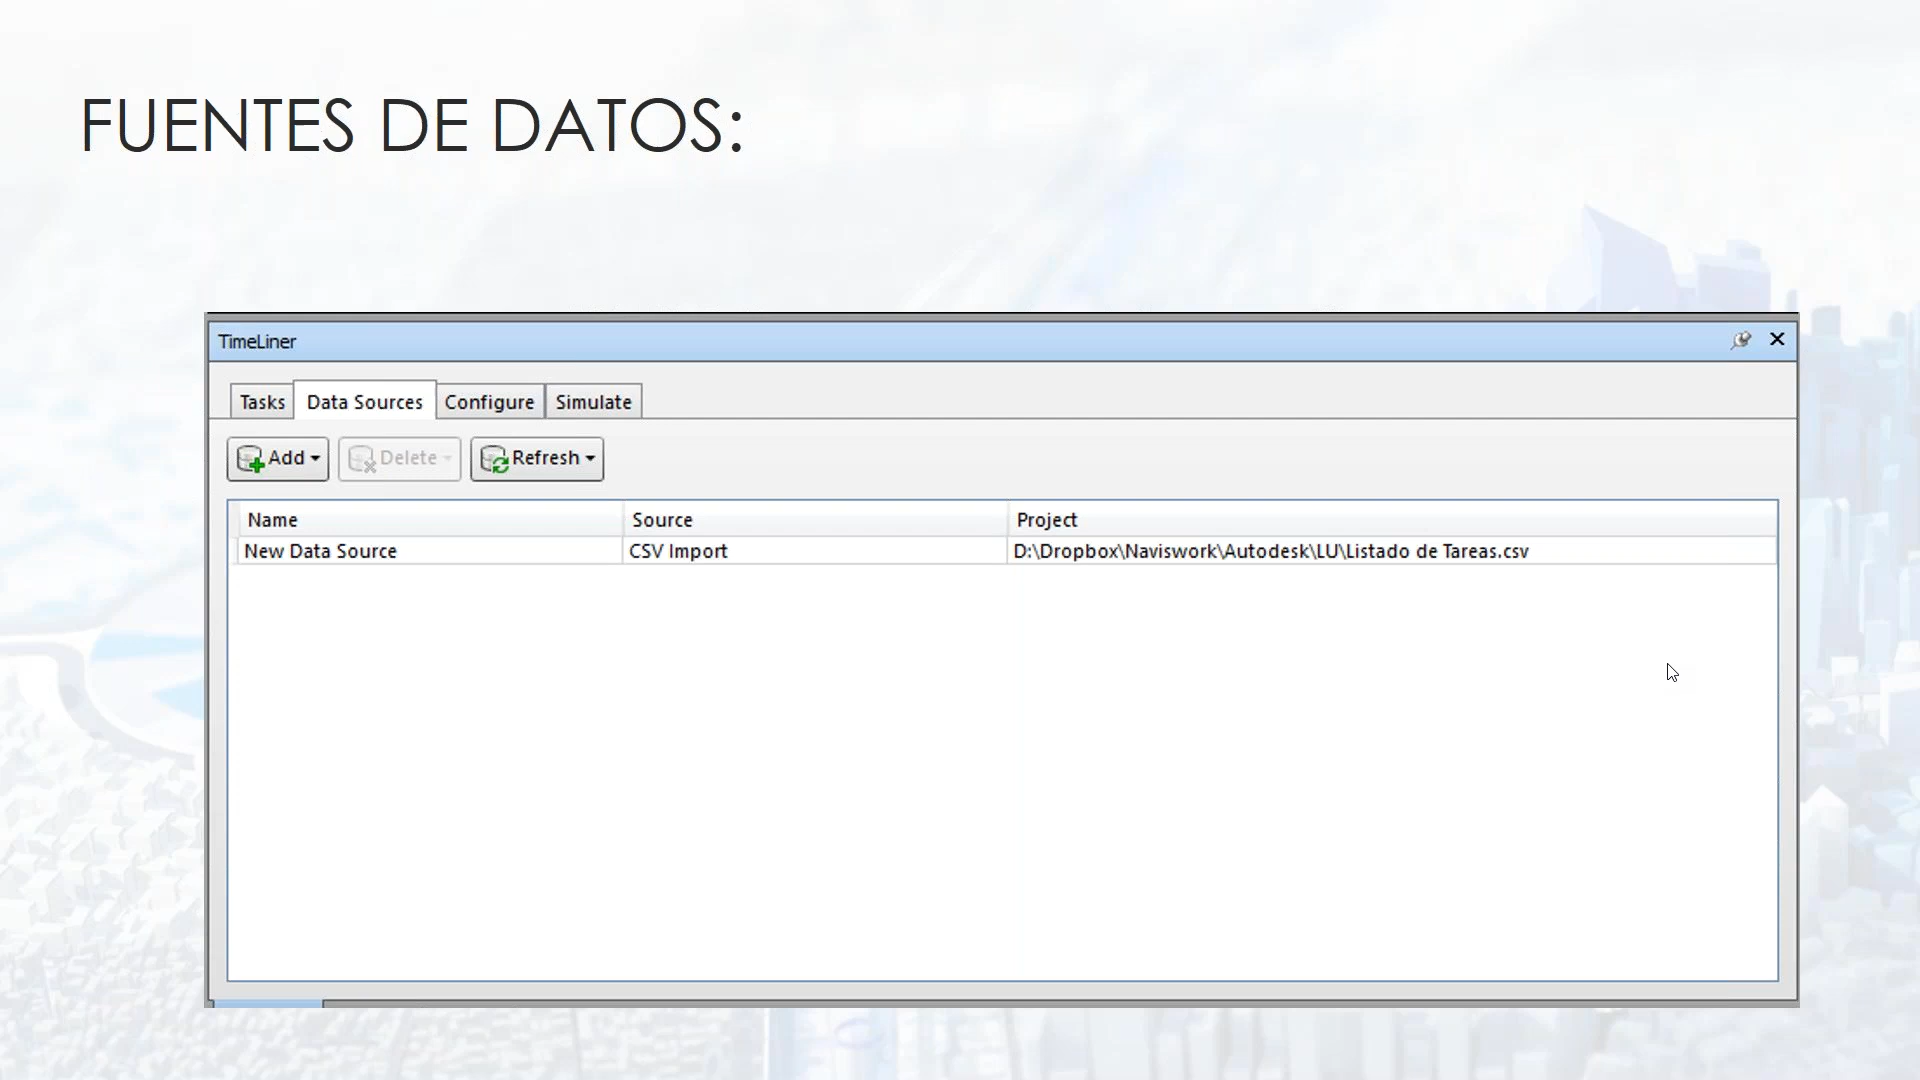 FUENTES DE DATOS:
TimeLiner
Tasks Data Sources Configure Simulate
Add Delete Refresh
Name Source Project
New Data Source CSV Import D:\Dropbox\Naviswork\Autodesk\LU\Listado de Tareas.csv